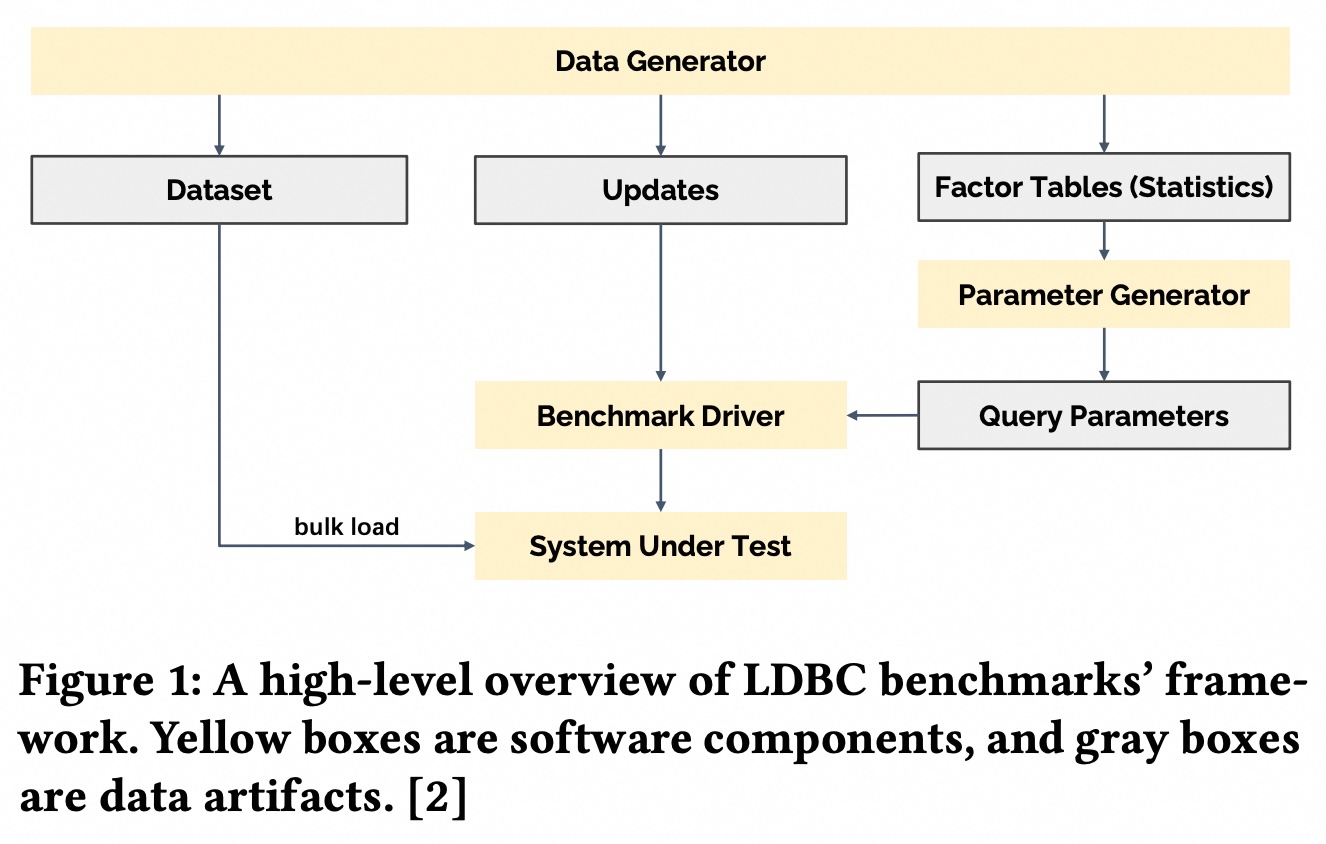 Data Generator
Dataset
Updates
Factor Tables (Statistics)
Parameter Generator
Benchmark Driver
Query Parameters
bulk load
System Under Test
Figure 1: A high-level overview of LDBC benchmarks’ frame-
work. Yellow boxes are software components, and gray boxes
are data artifacts. [2]